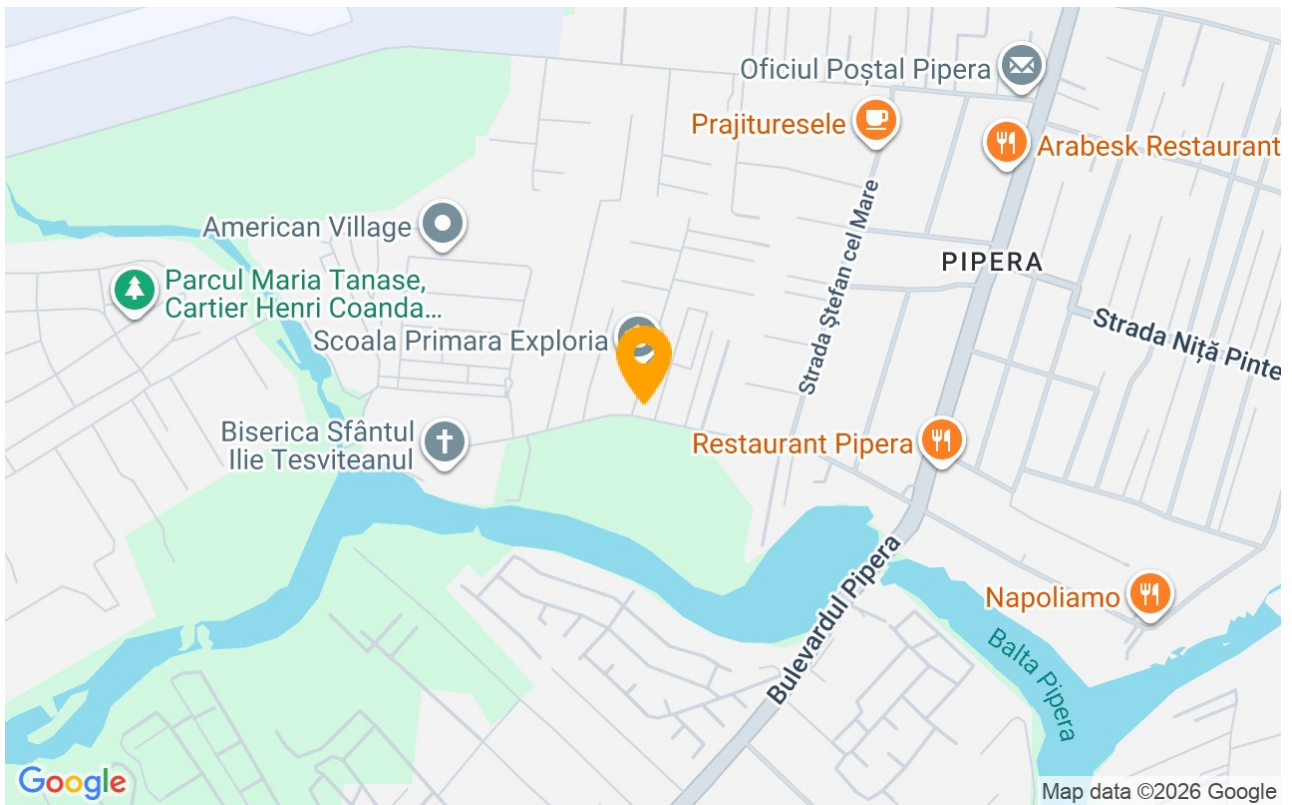 Oficiul Poștal Pipera
Prajituresele
Arabesk Restaurant
American Village
Strada Ștefan cel Mare
PIPERA
Parcul Maria Tanase,
Cartier Henri Coanda...
Strada Niță Pinte
Scoala Primara Exploria
Biserica Sfântul
Ilie Tesviteanul
Restaurant Pipera
Bulevardul Pipera
Napoliamo
Balta Pipera
Google
Map data ©2026 Google